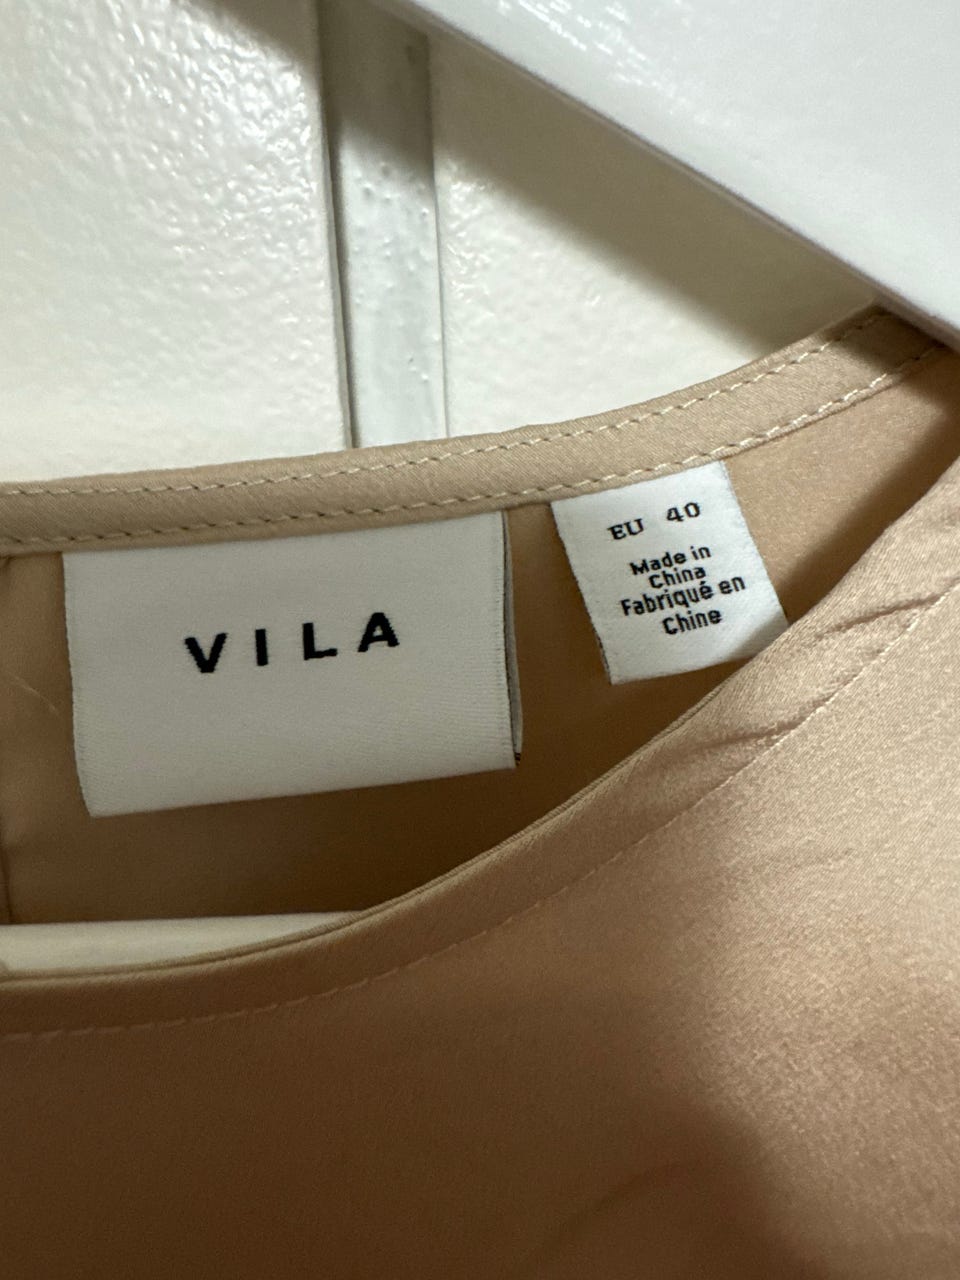 VILA
EU 40
Made in
China
Fabriqué en
Chine